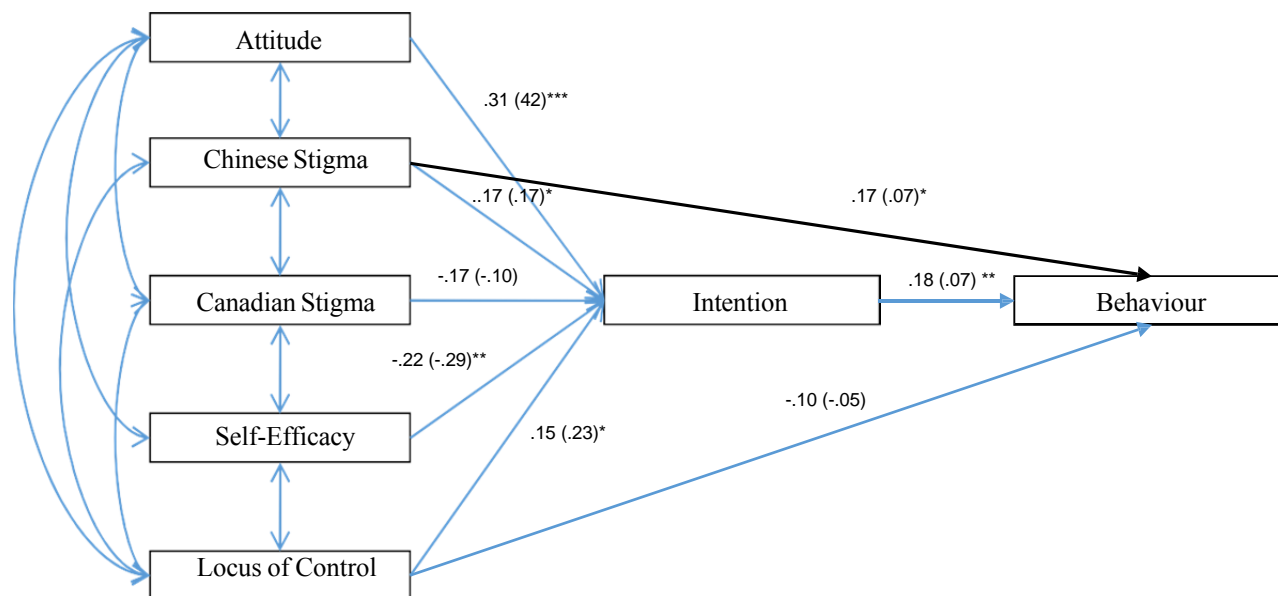 Attitude
.31 (42)***
Chinese Stigma
..17 (.17)*
.17 (.07)*
Canadian Stigma
-.17 (-.10)
Intention
.18 (.07) **
Behaviour
-.22 (-.29)**
Self-Efficacy
.15 (.23)*
-.10 (-.05)
Locus of Control